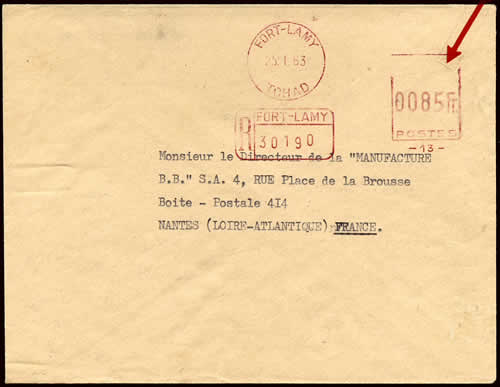 FORT-LAMY
25.1.63
TCHAD
0085F
POSTES
-13-
R FORT-LAMY
30190
Monsieur le Directeur de la "MANUFACTURE
B.B." S.A. 4, RUE Place de la Brousse
Boite - Postale 4I4
NANTES (LOIRE-ATLANTIQUE)-FRANCE.